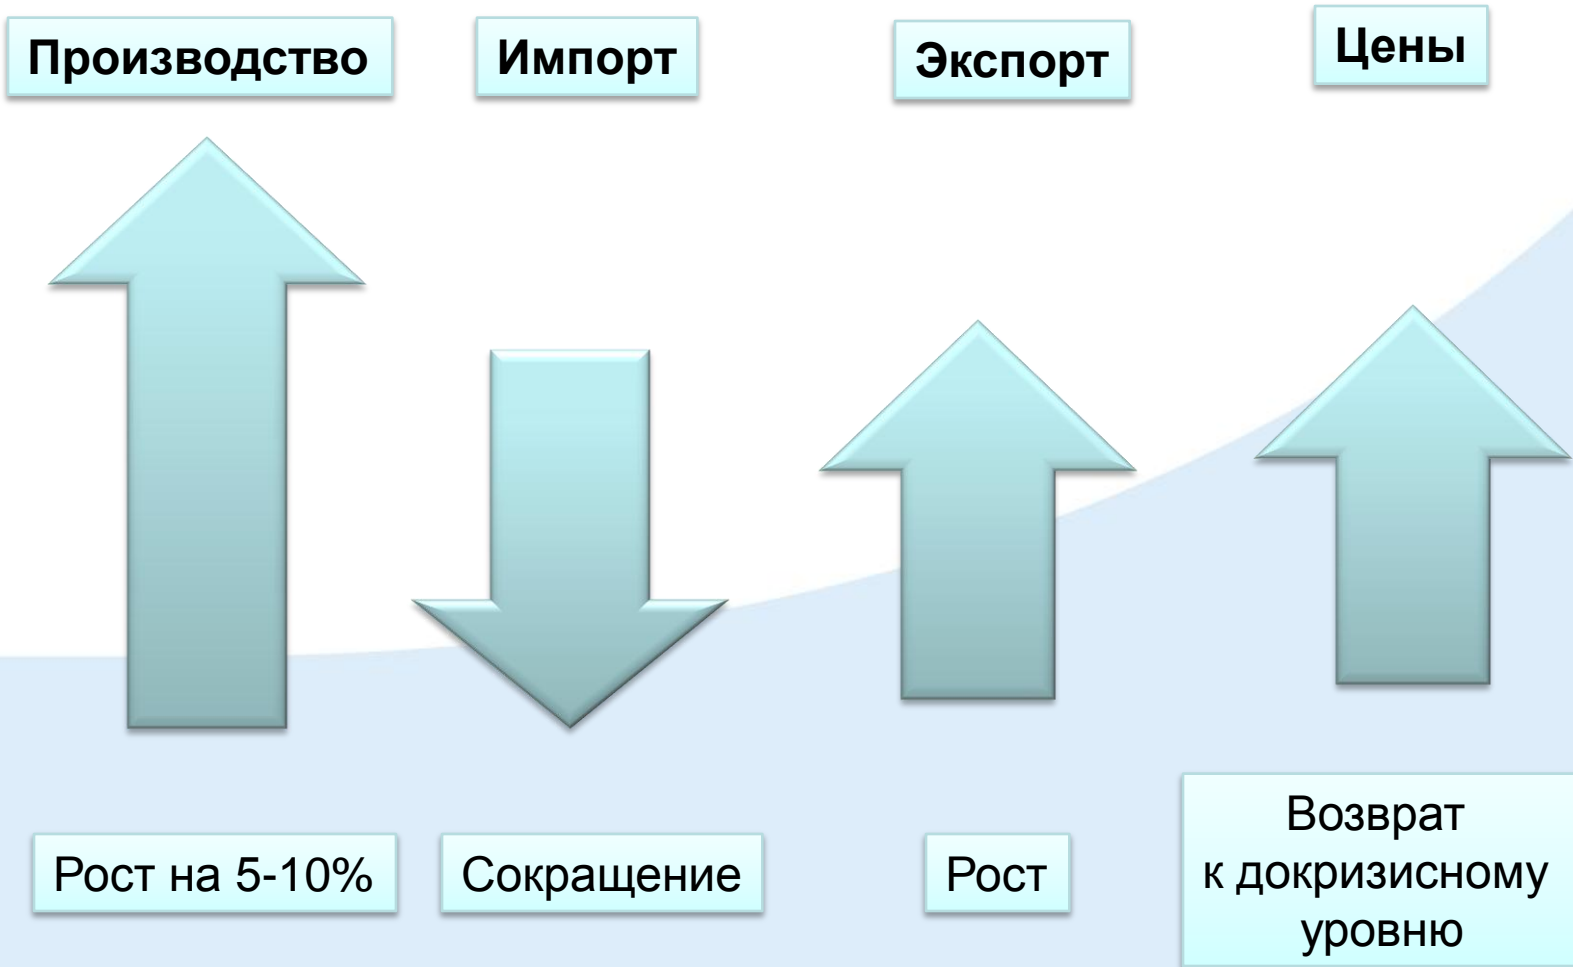 Производство
Импорт
Экспорт
Цены
Рост на 5-10%
Сокращение
Рост
Возврат
к докризисному
уровню